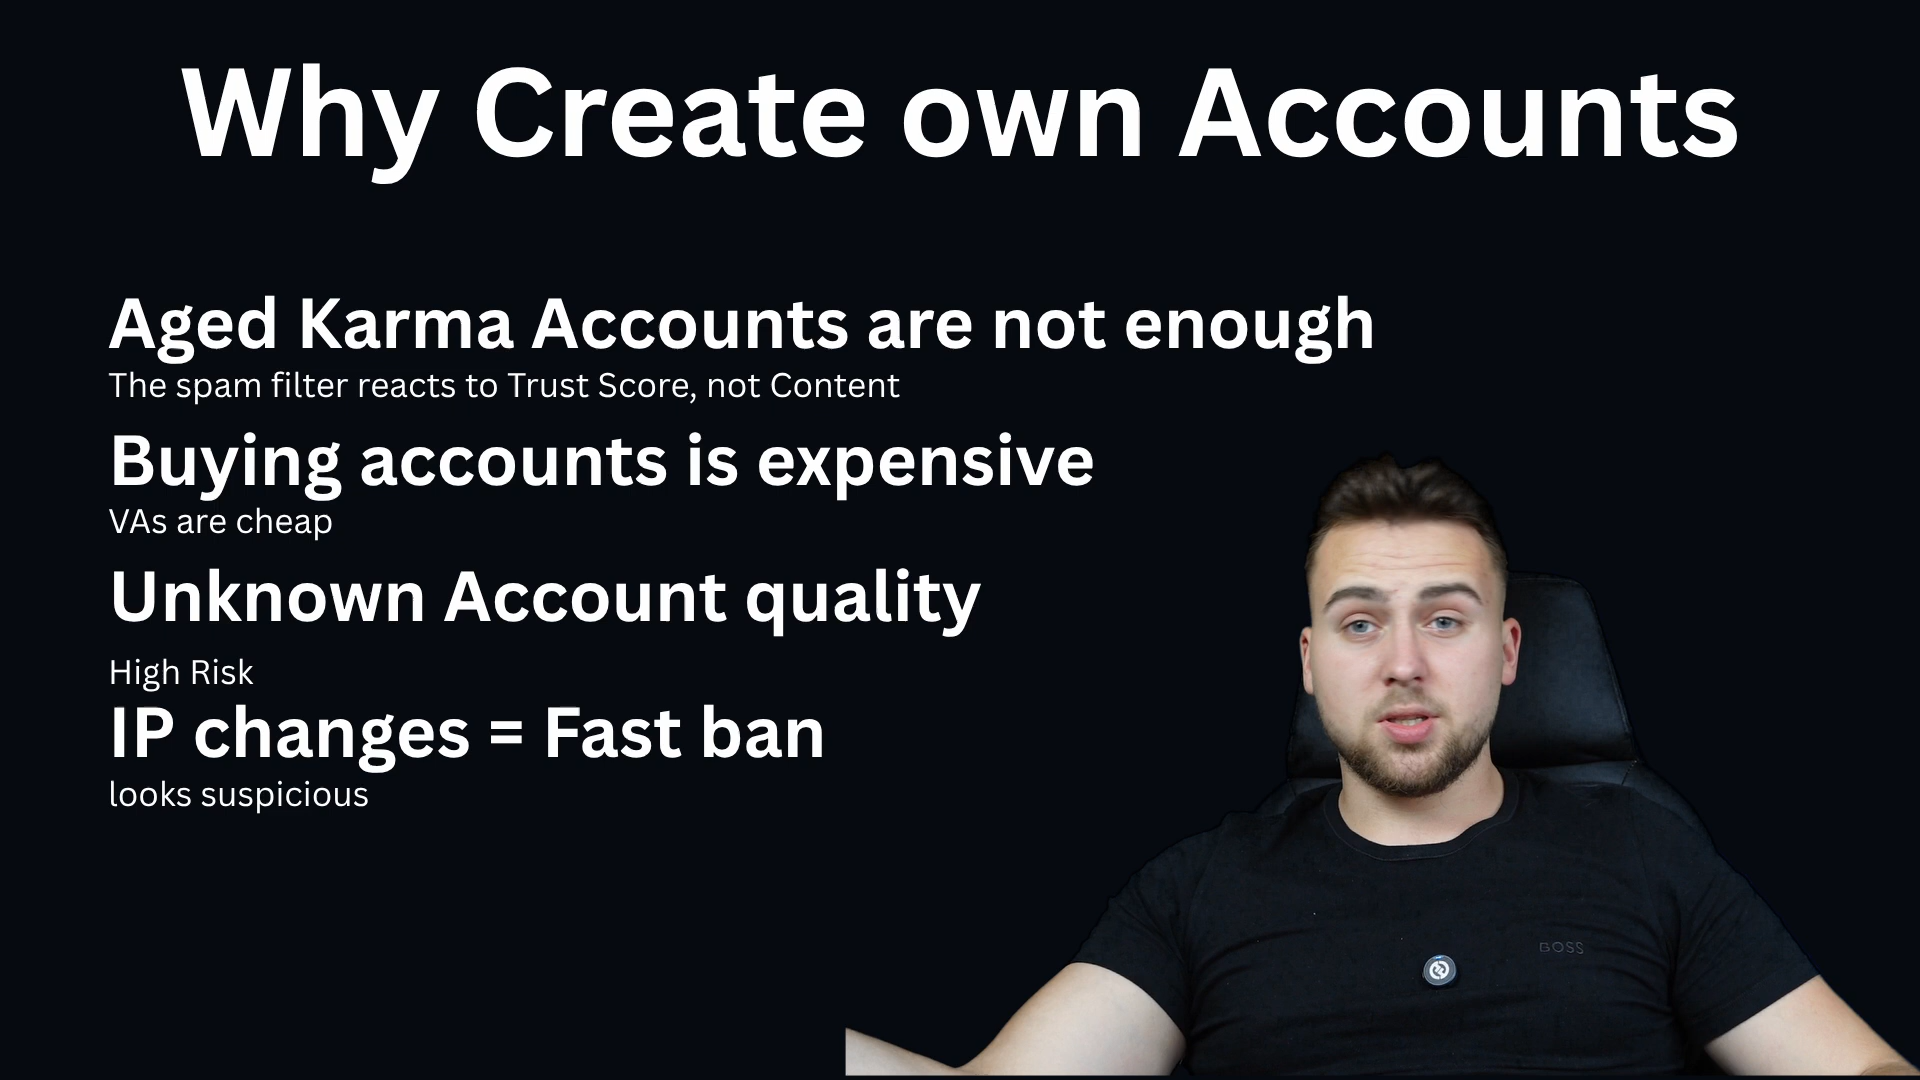 Why Create own Accounts
Aged Karma Accounts are not enough
The spam filter reacts to Trust Score, not Content
Buying accounts is expensive
VAs are cheap
Unknown Account quality
High Risk
IP changes = Fast ban
looks suspicious
BOSS